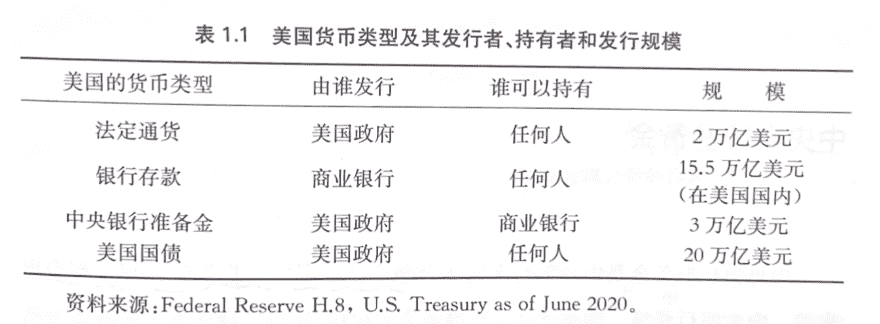 表 1.1 美国货币类型及其发行者、持有者和发行规模
美国的货币类型 由谁发行 谁可以持有 规 模
法定通货 美国政府 任何人 2 万亿美元
银行存款 商业银行 任何人 15.5 万亿美元
(在美国国内)
中央银行准备金 美国政府 商业银行 3 万亿美元
美国国债 美国政府 任何人 20 万亿美元
资料来源:Federal Reserve H.8, U.S. Treasury as of June 2020。